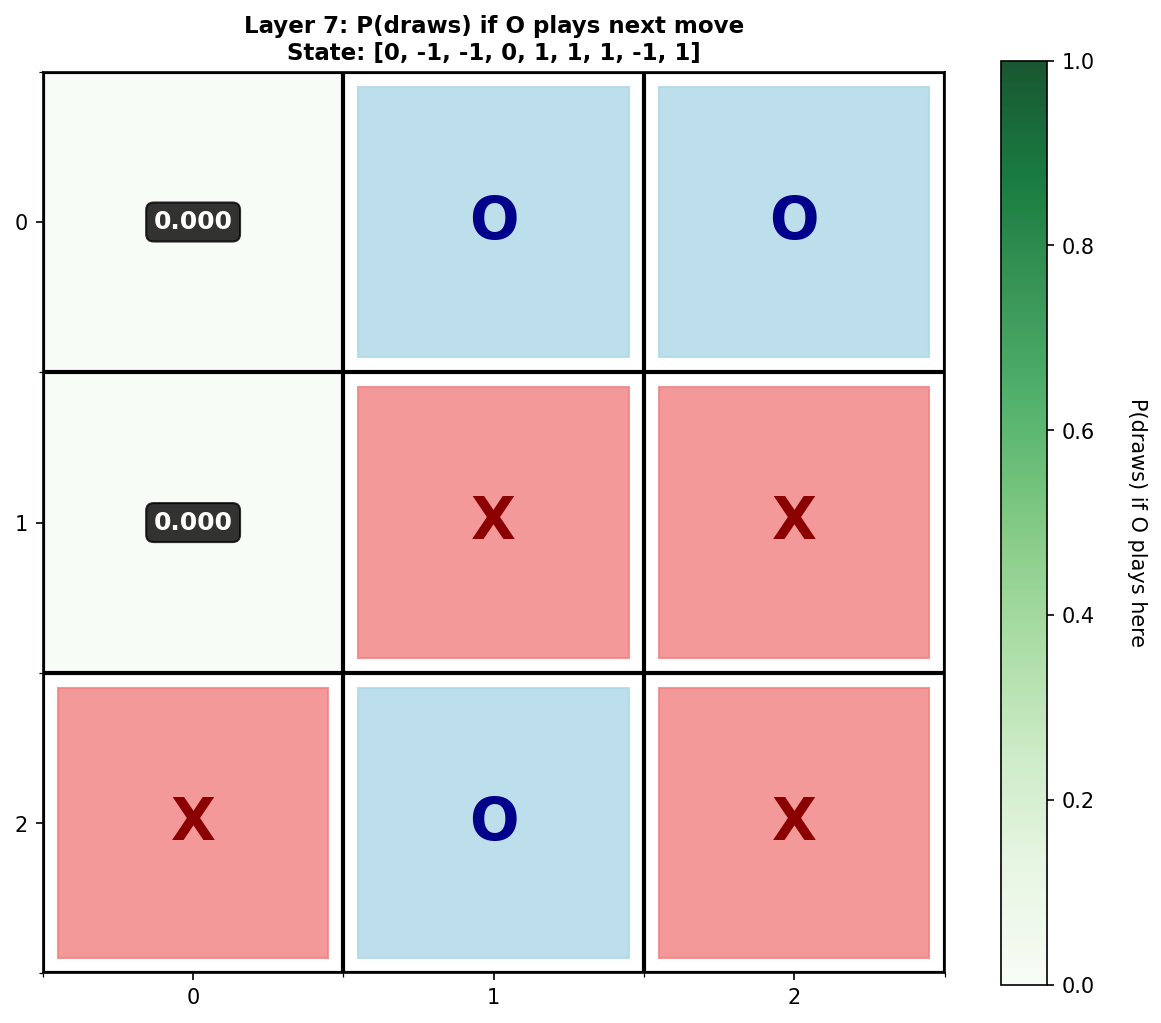 Layer 7: P(draws) if O plays next move
State: [0, -1, -1, 0, 1, 1, 1, -1, 1]
0.000
O
O
0.000
X
X
X
O
X
0
1
2
0
1
2
1.0
0.8
0.6
0.4
0.2
0.0
P(draws) if O plays here